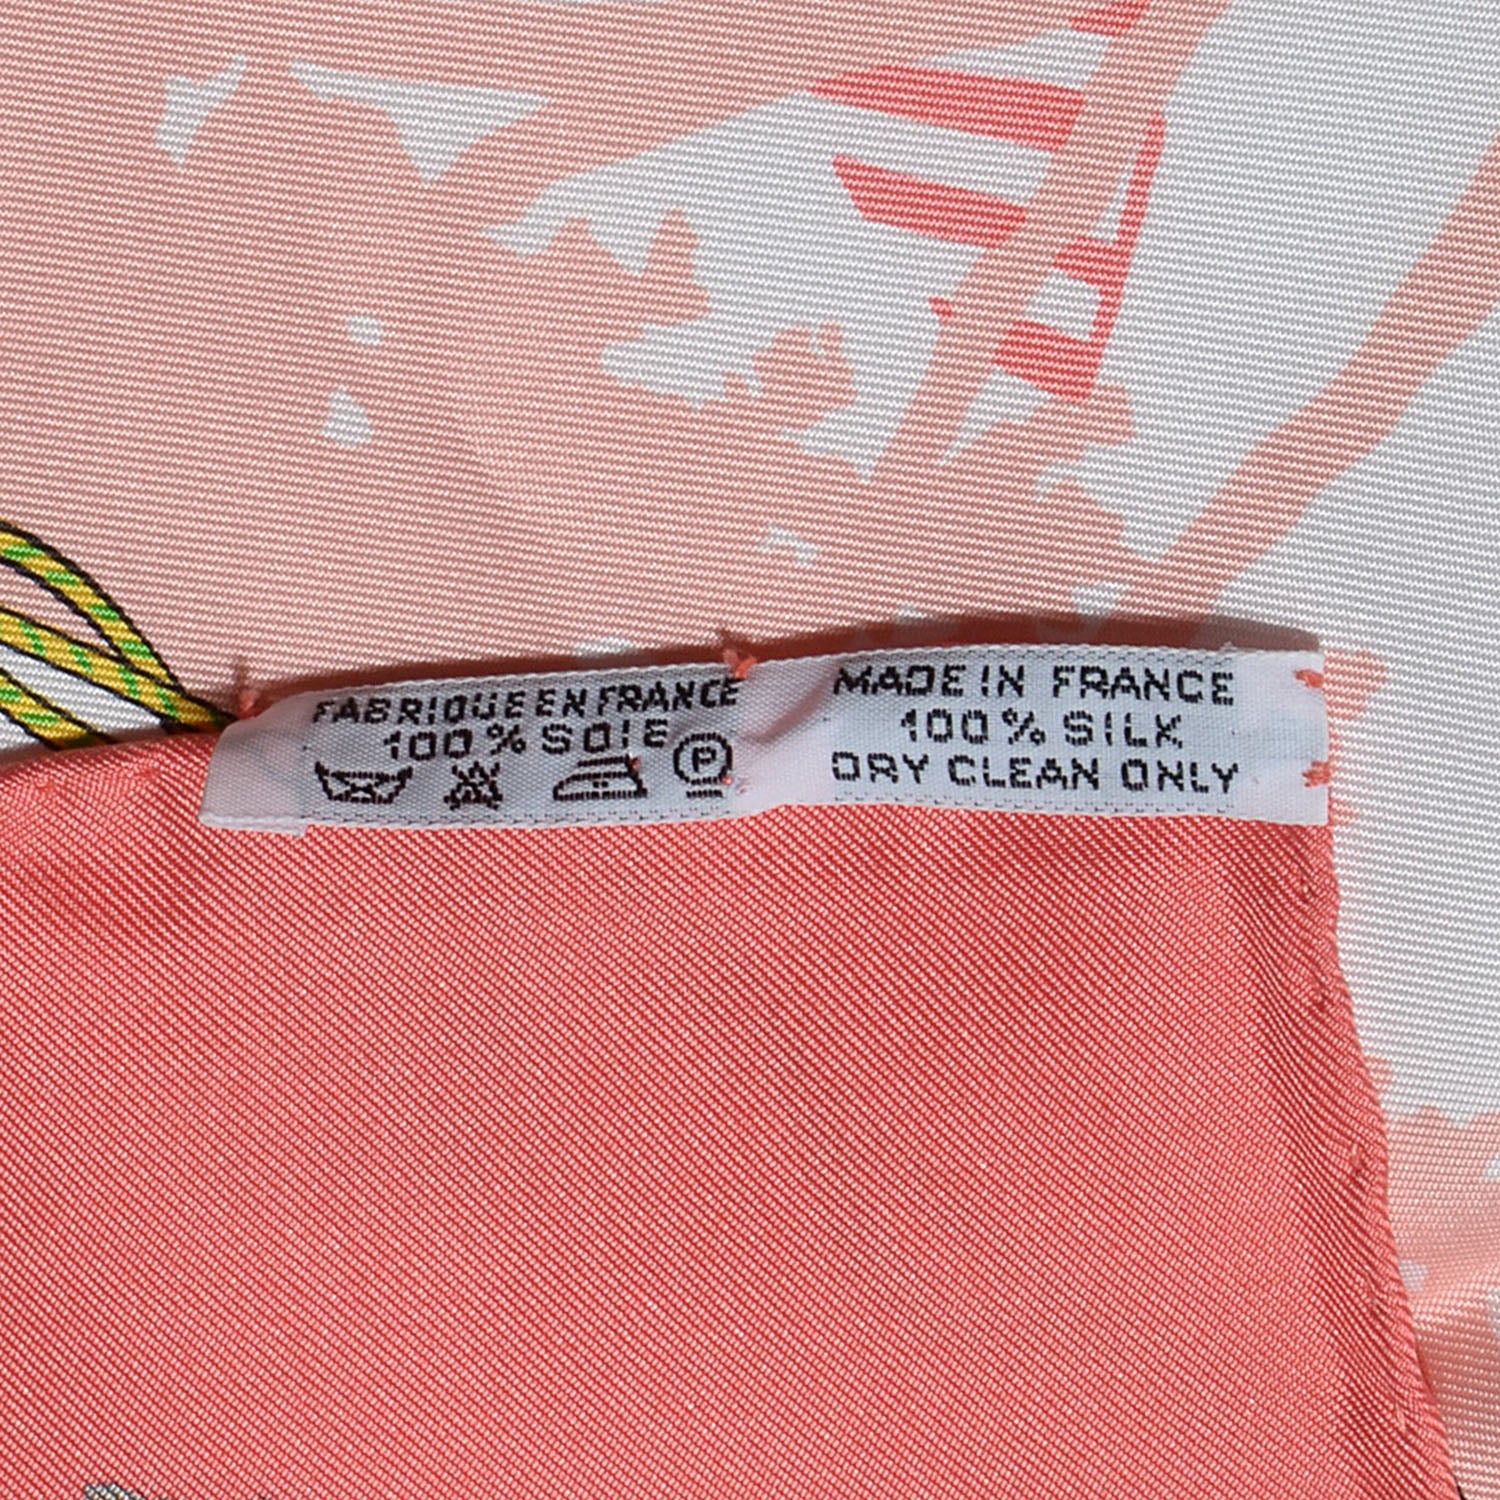 FABRIQUE EN FRANCE
100% SOIE
P
MADE IN FRANCE
100% SILK
DRY CLEAN ONLY